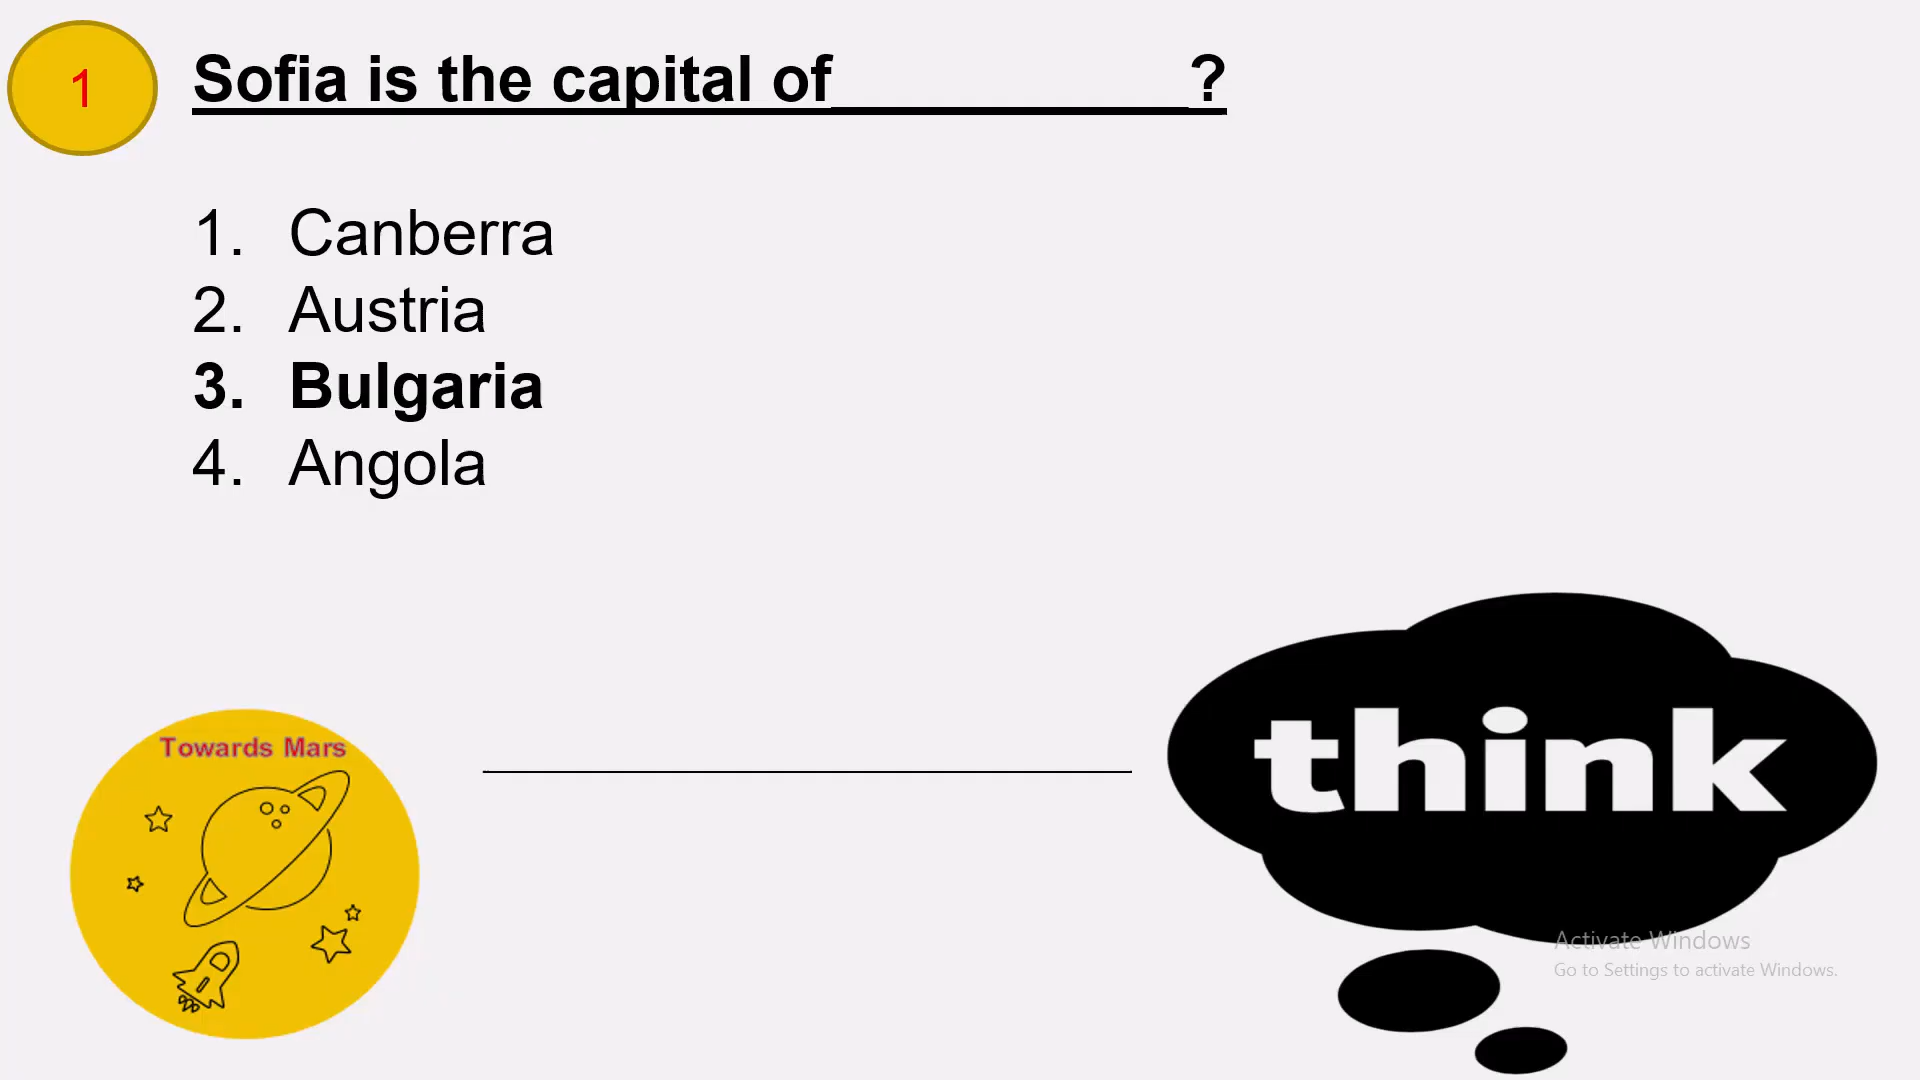 1
Sofia is the capital of___________?
1. Canberra
2. Austria
3. Bulgaria
4. Angola
Towards Mars
think
Activate Windows
Go to Settings to activate Windows.